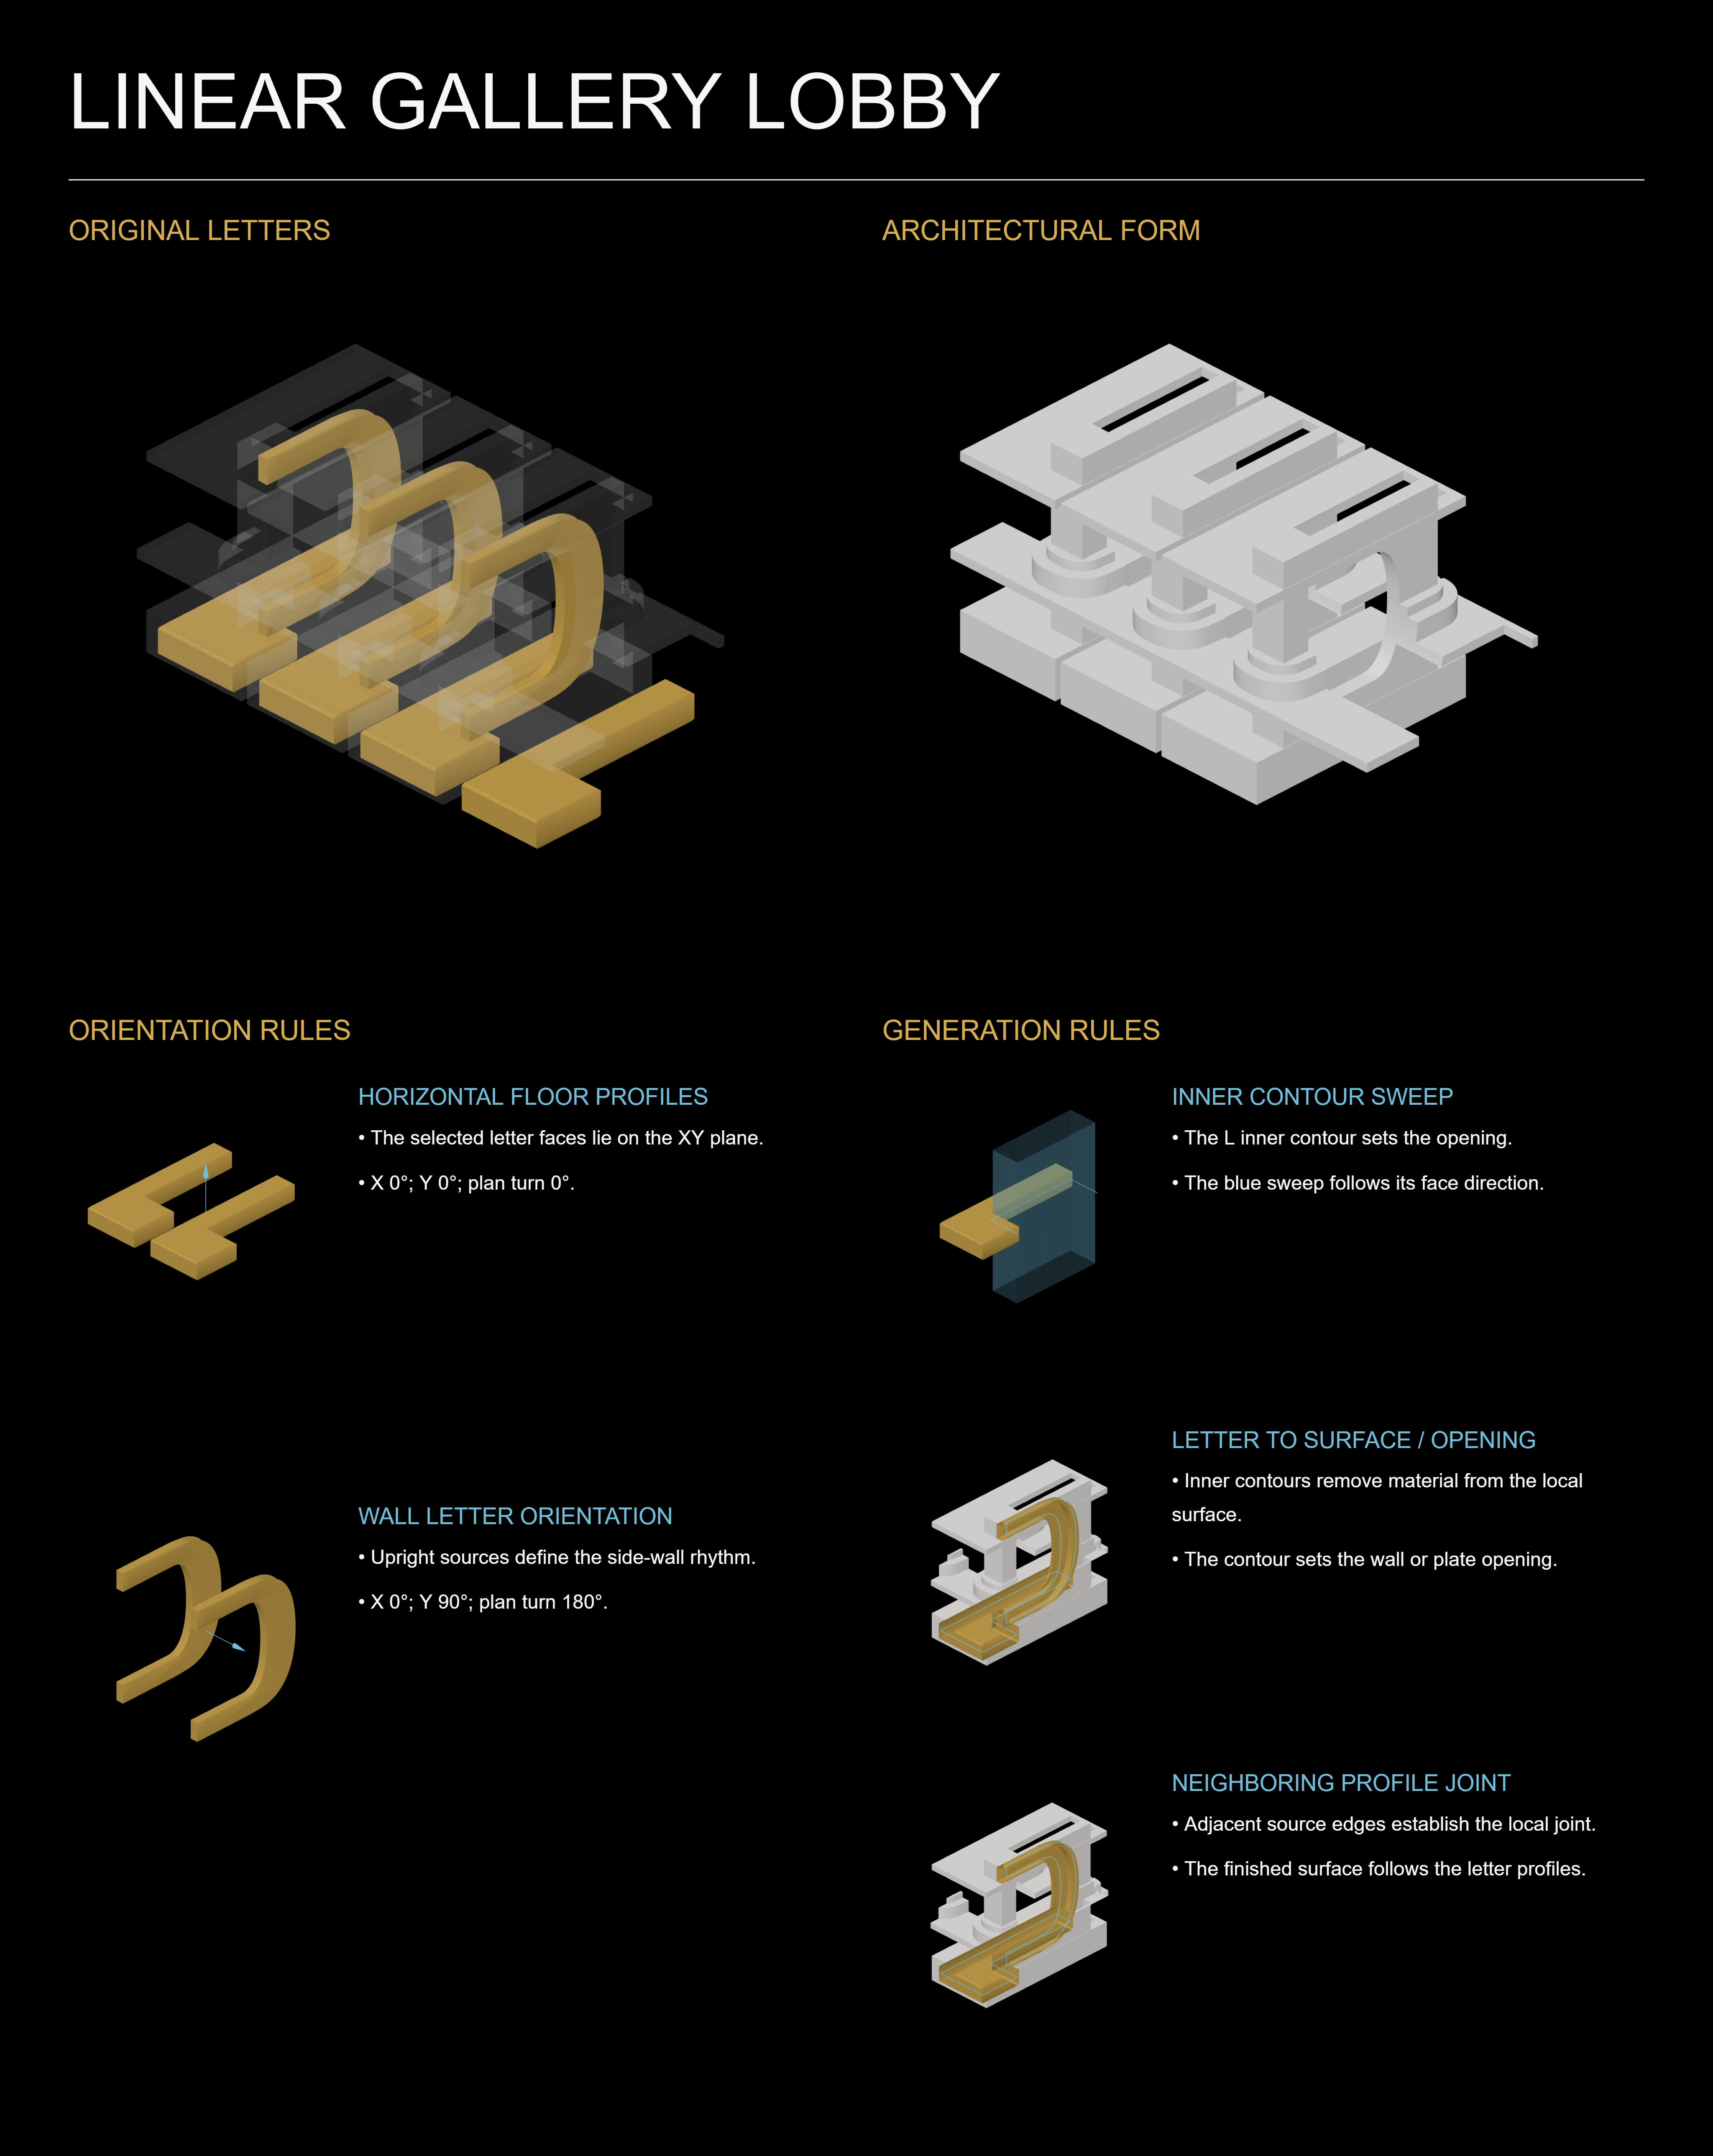 LINEAR GALLERY LOBBY
ORIGINAL LETTERS
ARCHITECTURAL FORM
ORIENTATION RULES
HORIZONTAL FLOOR PROFILES
• The selected letter faces lie on the XY plane.
• X 0°; Y 0°; plan turn 0°.
WALL LETTER ORIENTATION
• Upright sources define the side-wall rhythm.
• X 0°; Y 90°; plan turn 180°.
GENERATION RULES
INNER CONTOUR SWEEP
• The L inner contour sets the opening.
• The blue sweep follows its face direction.
LETTER TO SURFACE / OPENING
• Inner contours remove material from the local
surface.
• The contour sets the wall or plate opening.
NEIGHBORING PROFILE JOINT
• Adjacent source edges establish the local joint.
• The finished surface follows the letter profiles.